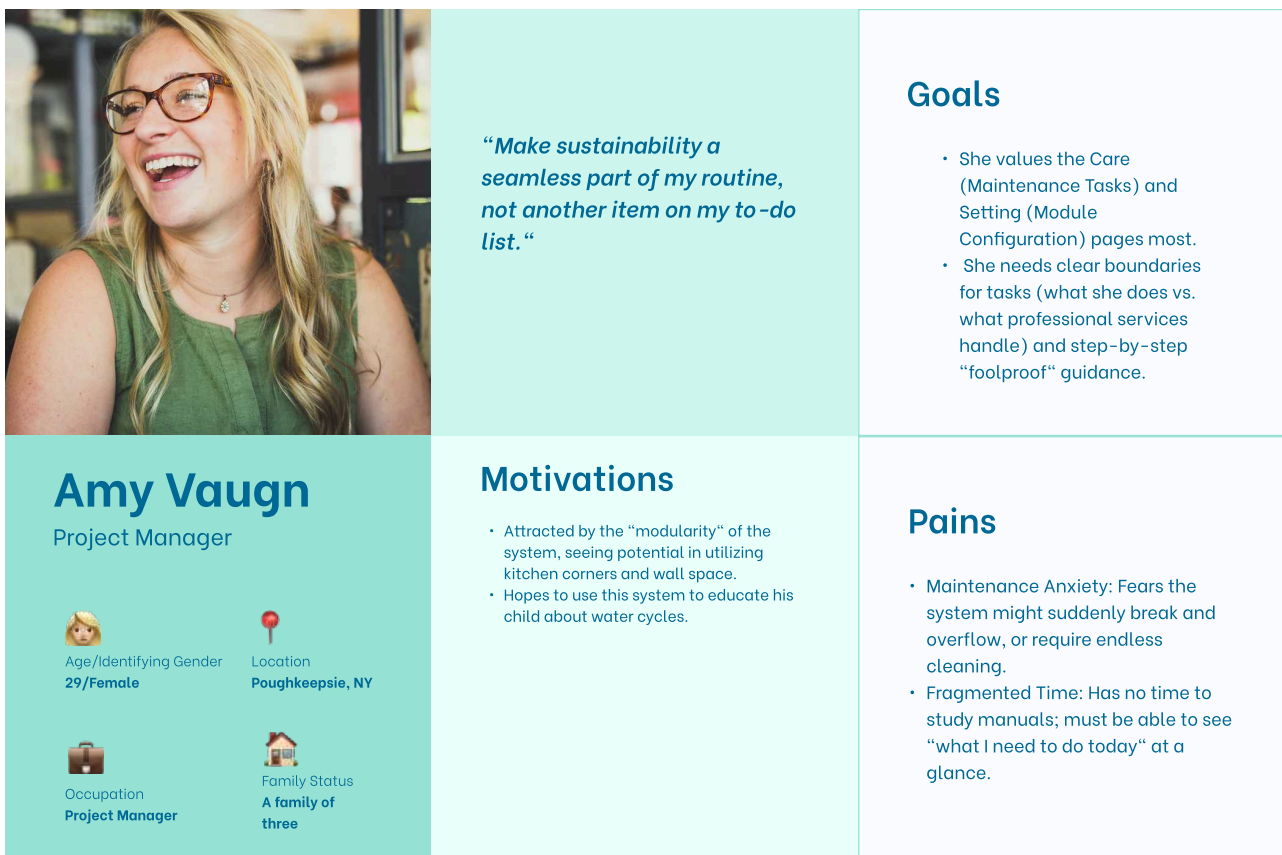 “Make sustainability a
seamless part of my routine,
not another item on my to-do
list.“
Goals
• She values the Care
(Maintenance Tasks) and
Setting (Module
Configuration) pages most.
• She needs clear boundaries
for tasks (what she does vs.
what professional services
handle) and step-by-step
“foolproof“ guidance.
Amy Vaugn
Project Manager
Age/Identifying Gender
29/Female
Location
Poughkeepsie, NY
Occupation
Project Manager
Family Status
A family of
three
Motivations
• Attracted by the “modularity“ of the
system, seeing potential in utilizing
kitchen corners and wall space.
• Hopes to use this system to educate his
child about water cycles.
Pains
• Maintenance Anxiety: Fears the
system might suddenly break and
overflow, or require endless
cleaning.
• Fragmented Time: Has no time to
study manuals; must be able to see
“what I need to do today“ at a
glance.